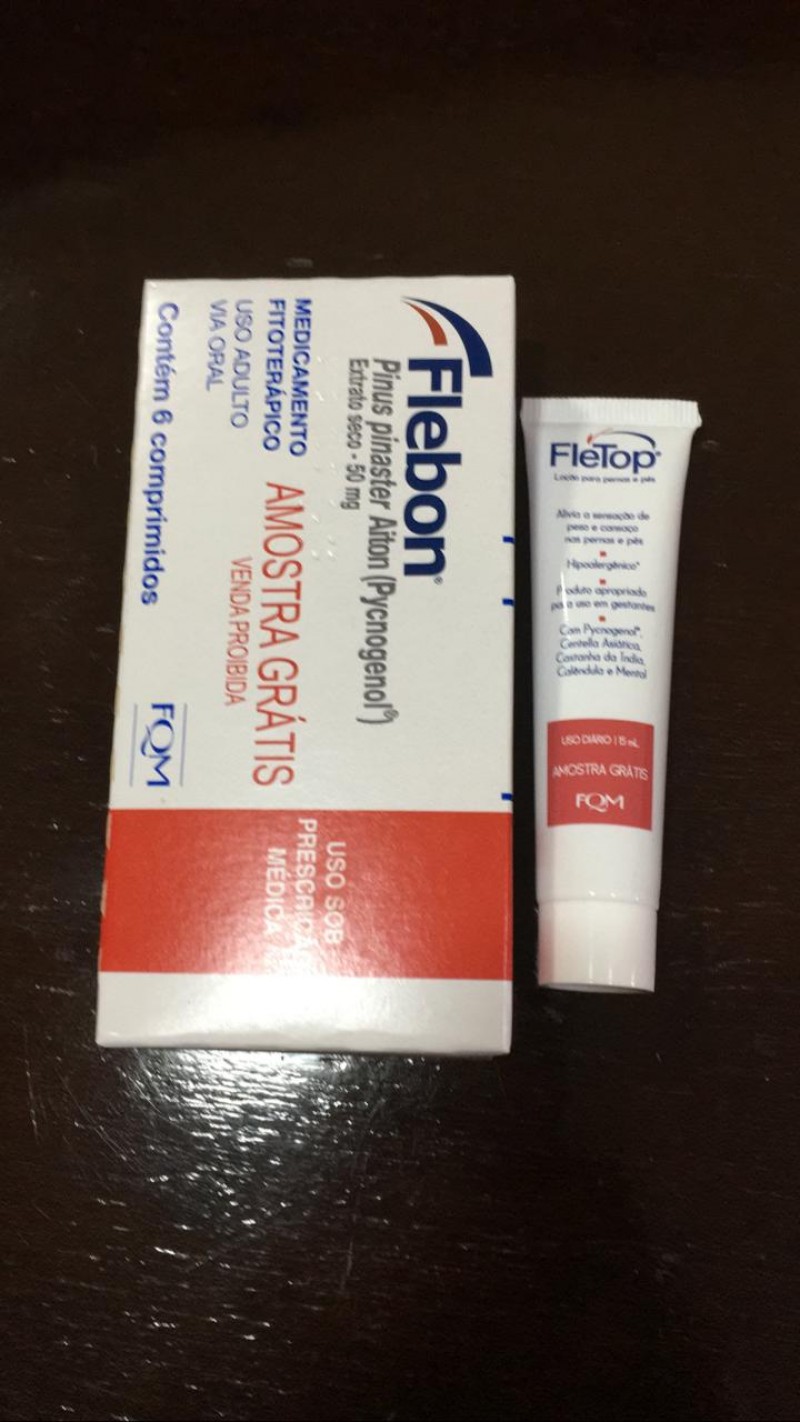 Flebon®
Pinus pinaster Aiton (Pycnogenol®)
Extrato seco - 50 mg
MEDICAMENTO
FITOTERÁPICO
USO ADULTO
VIA ORAL
AMOSTRA GRÁTIS
VENDA PROIBIDA
Contém 6 comprimidos
FQM
USO SOB
PRESCRIÇÃO
MÉDICA
FleTop®
Loção para pernas e pés
Alivia a sensação de
peso e cansaço
nas pernas e pés
Hipoalergênico*
Produto apropriado
para uso em gestantes
Com Pycnogenol®,
Centella Asiática,
Castanha da Índia,
Calêndula e Mentol
USO DIÁRIO | 15 mL
AMOSTRA GRÁTIS
FQM